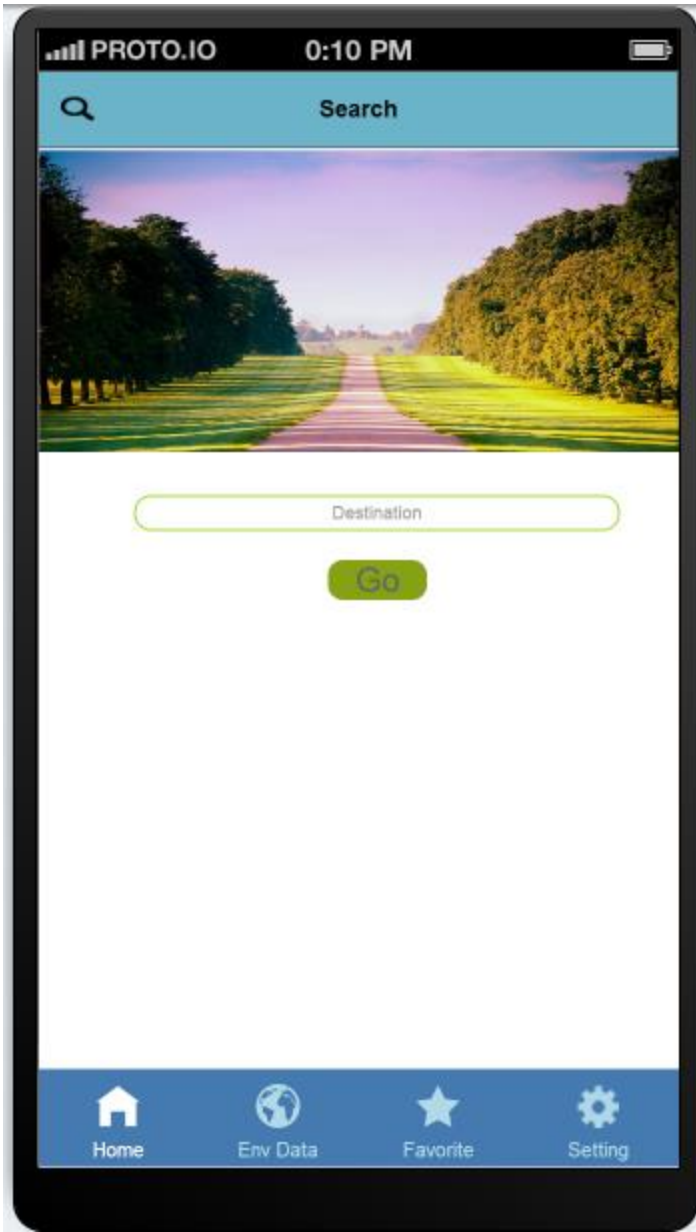 PROTO.IO 0:10 PM
Search
Destination
Go
Home Env Data Favorite Setting